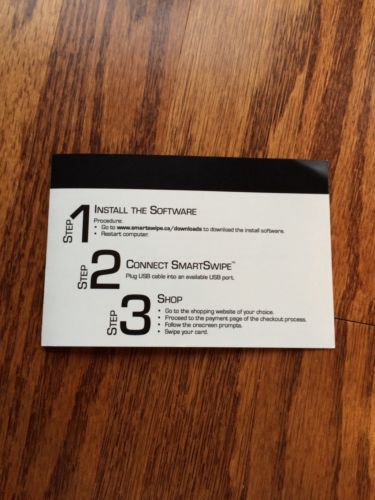 STEP 1 INSTALL THE SOFTWARE
Procedure:
• Go to www.smartswipe.ca/downloads to download the install software.
• Restart computer.
STEP 2 CONNECT SMARTSWIPE™
Plug USB cable into an available USB port.
STEP 3 SHOP
• Go to the shopping website of your choice.
• Proceed to the payment page of the checkout process.
• Follow the onscreen prompts.
• Swipe your card.